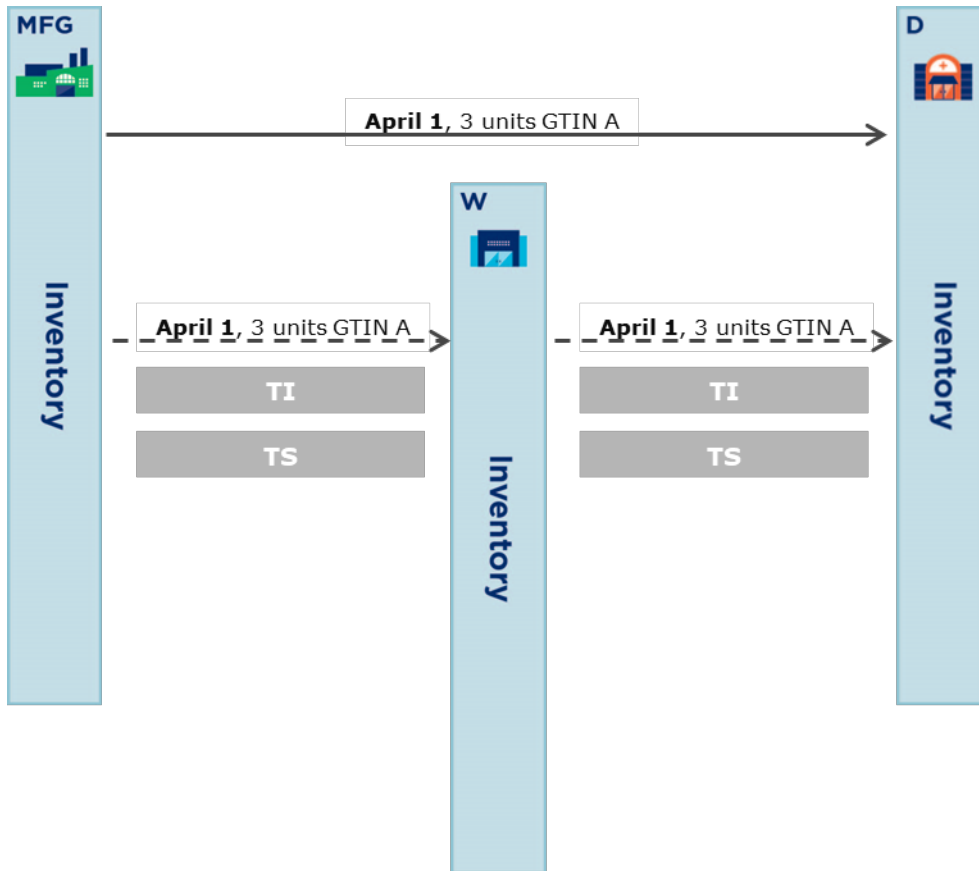 MFG
D
April 1, 3 units GTIN A
W
Inventory
Inventory
April 1, 3 units GTIN A
April 1, 3 units GTIN A
TI
TI
TS
TS
Inventory